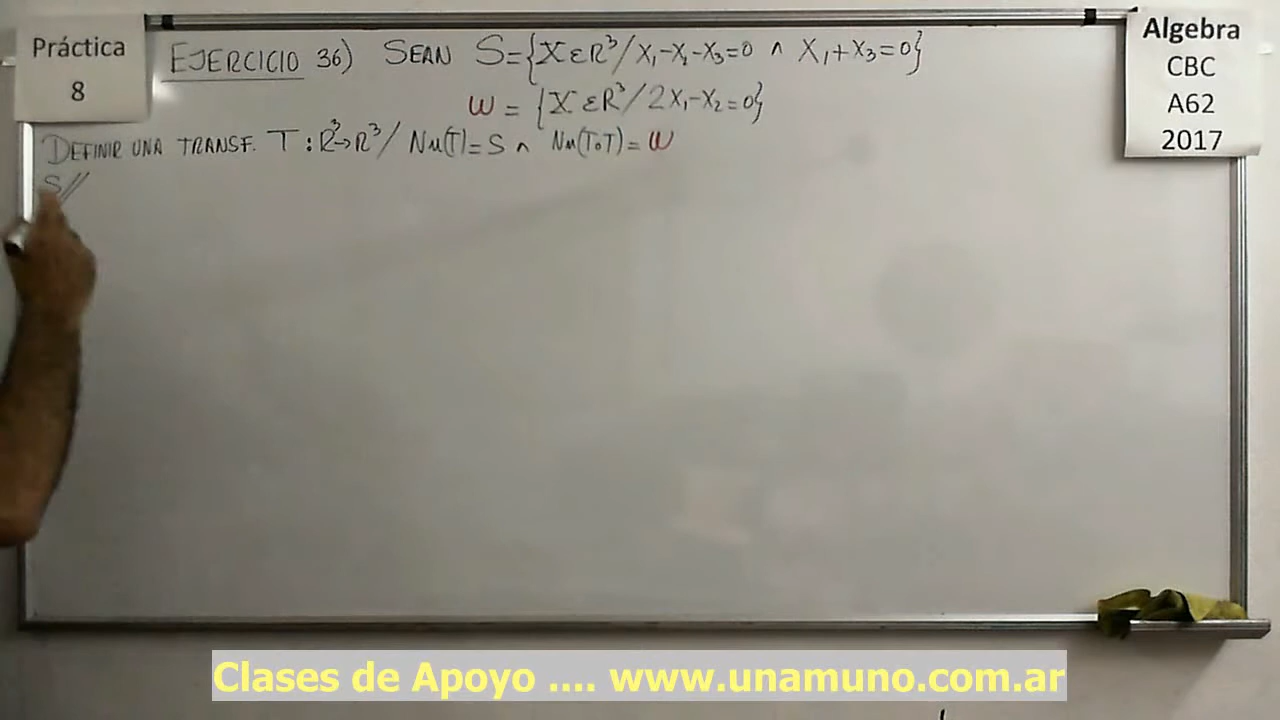 Práctica
8
EJERCICIO 36) SEAN S={X ε R³/ X₁-X₂-X₃=0 ∧ X₁+X₃=0}
W = {X ε R³/ 2X₁-X₂=0}
DEFINIR UNA TRANSF. T : R³→R³/ Nu(T)=S ∧ Nu(T∘T)= W
S//
Algebra
CBC
A62
2017
Clases de Apoyo .... www.unamuno.com.ar